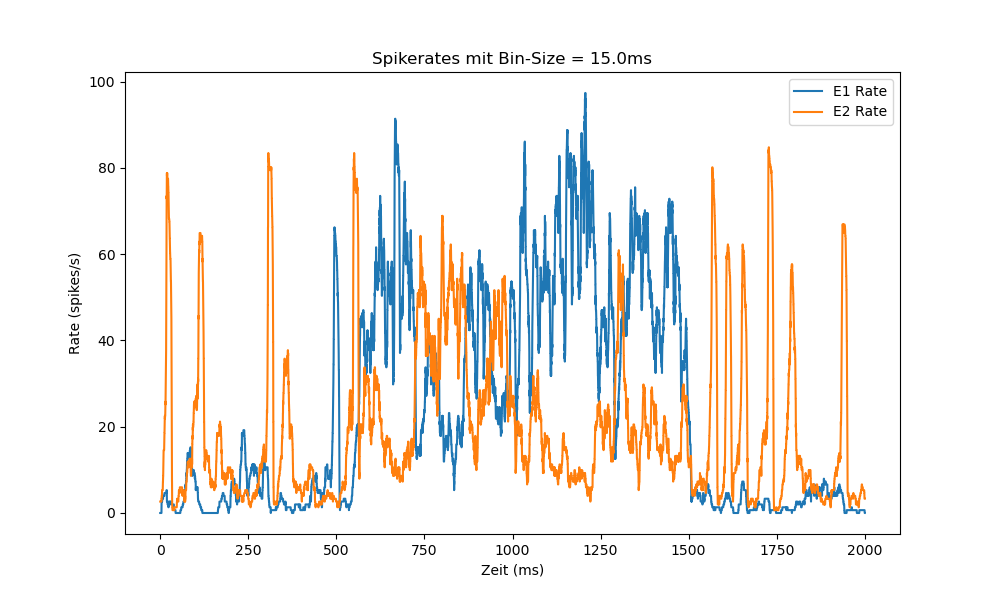 Spikerates mit Bin-Size = 15.0ms
E1 Rate
E2 Rate
Rate (spikes/s)
100
80
60
40
20
0
0 250 500 750 1000 1250 1500 1750 2000
Zeit (ms)